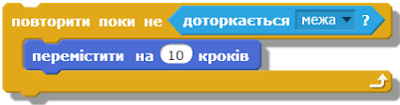 повторити поки не доторкається межа ?
перемістити на 10 кроків